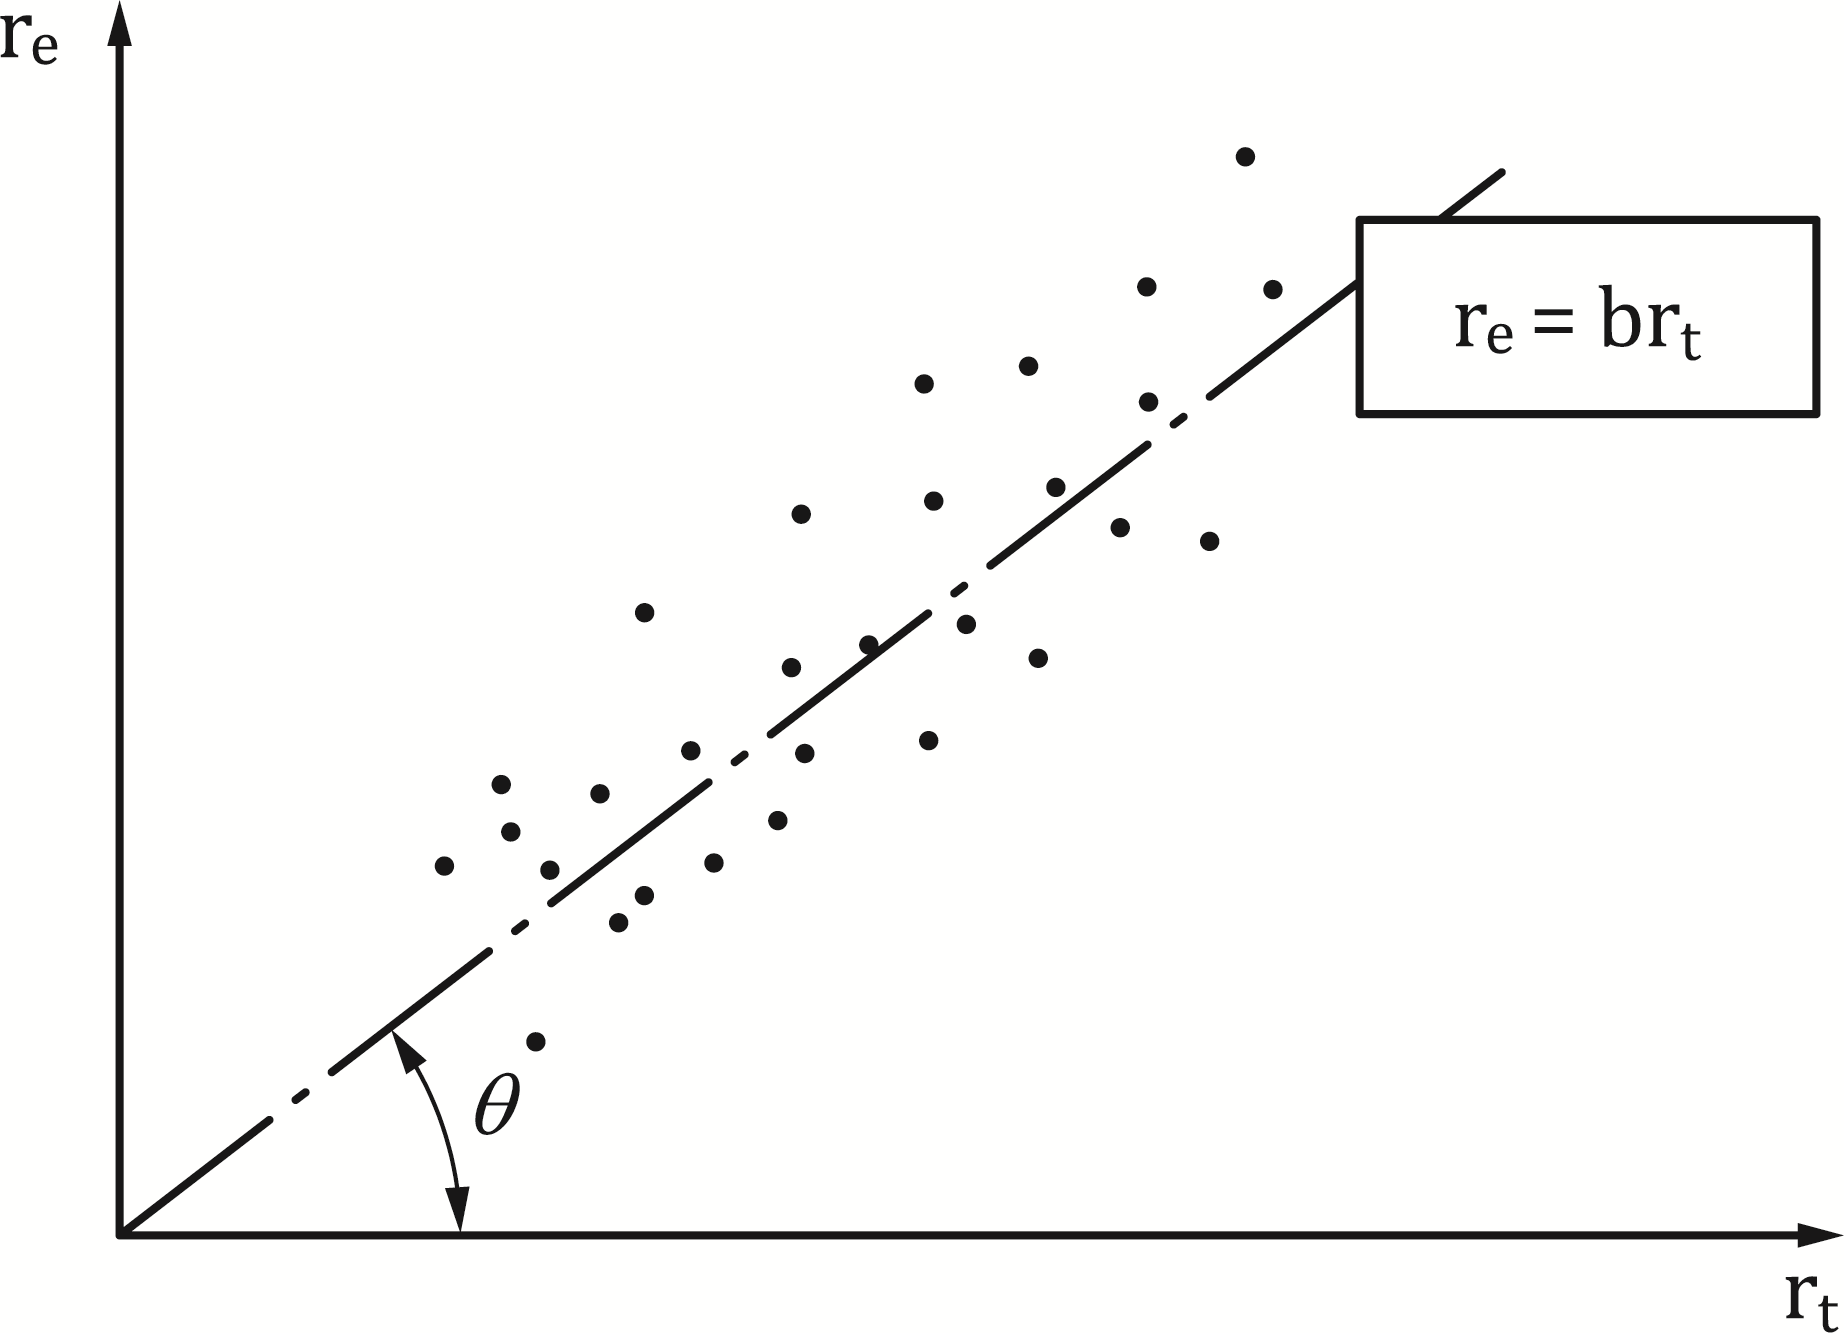 rₑ
rₑ = brₜ
θ
rₜ